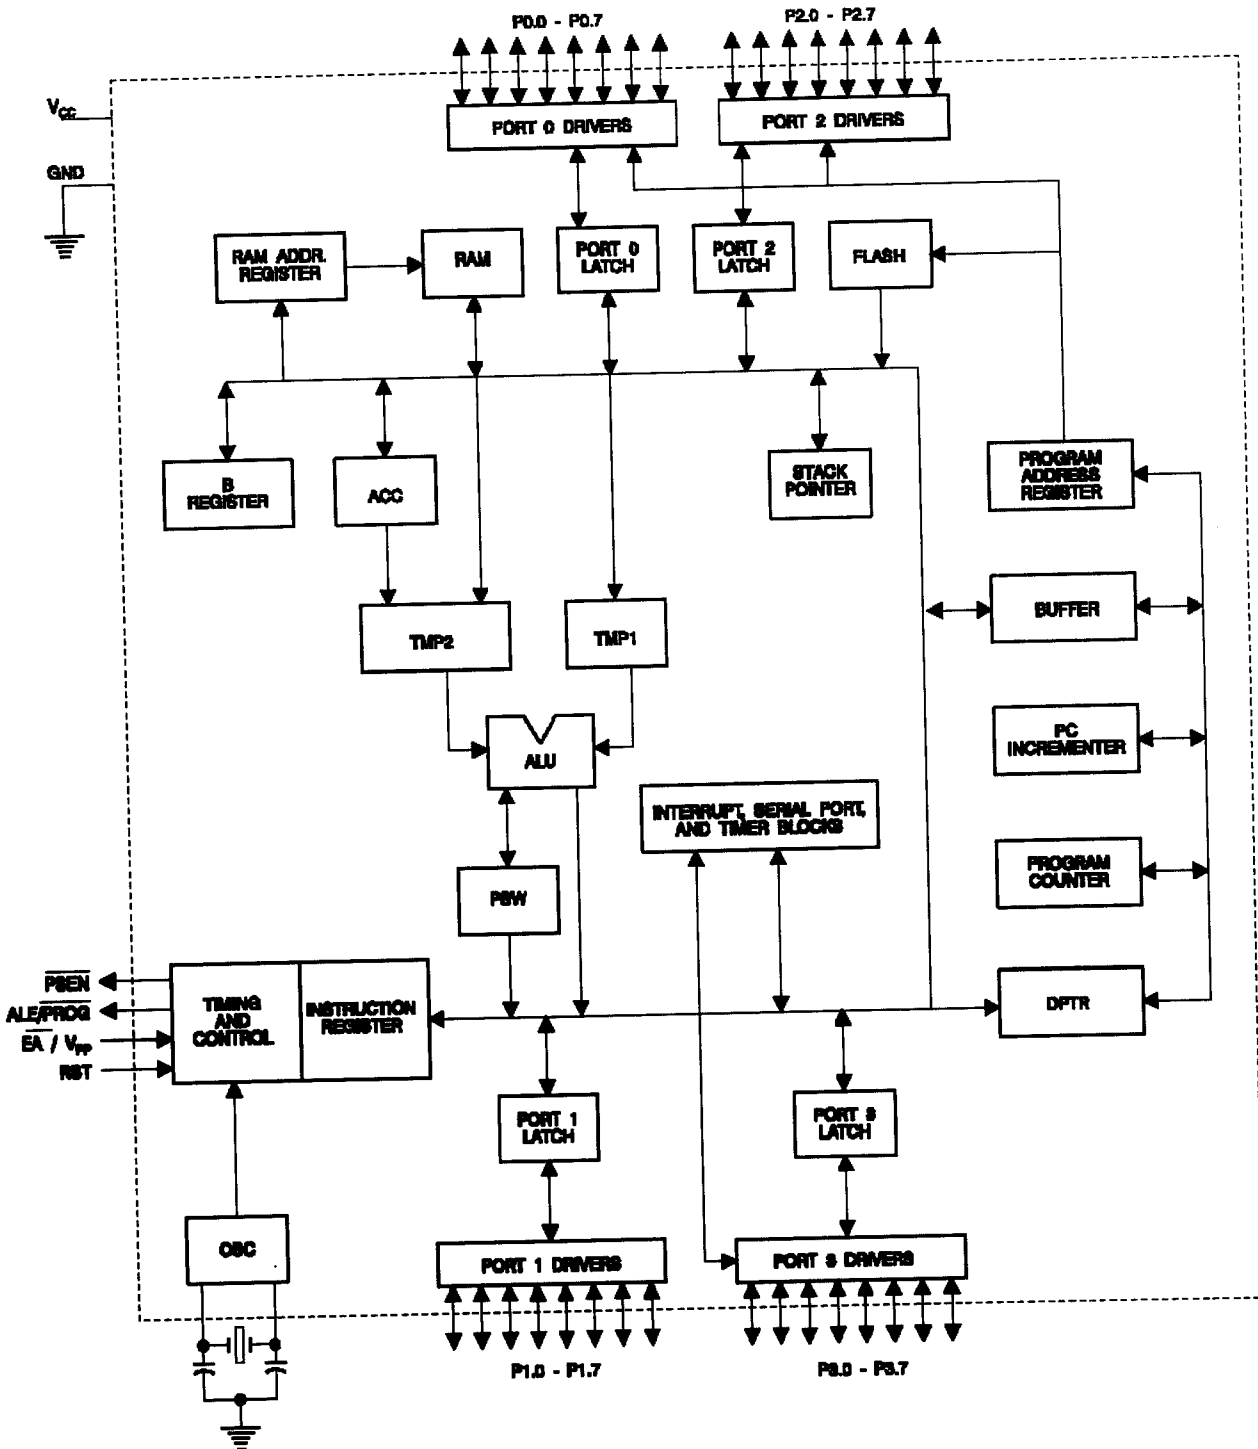 P0.0 - P0.7
P2.0 - P2.7
VCC
PORT 0 DRIVERS
PORT 2 DRIVERS
GND
RAM ADDR.
REGISTER
RAM
PORT 0
LATCH
PORT 2
LATCH
FLASH
B
REGISTER
ACC
STACK
POINTER
PROGRAM
ADDRESS
REGISTER
TMP2
TMP1
BUFFER
ALU
PC
INCREMENTER
INTERRUPT, SERIAL PORT,
AND TIMER BLOCKS
PSW
PROGRAM
COUNTER
PSEN
ALE/PROG
EA / VPP
RST
TIMING
AND
CONTROL
INSTRUCTION
REGISTER
DPTR
PORT 1
LATCH
PORT 3
LATCH
OSC
PORT 1 DRIVERS
PORT 3 DRIVERS
P1.0 - P1.7
P3.0 - P3.7